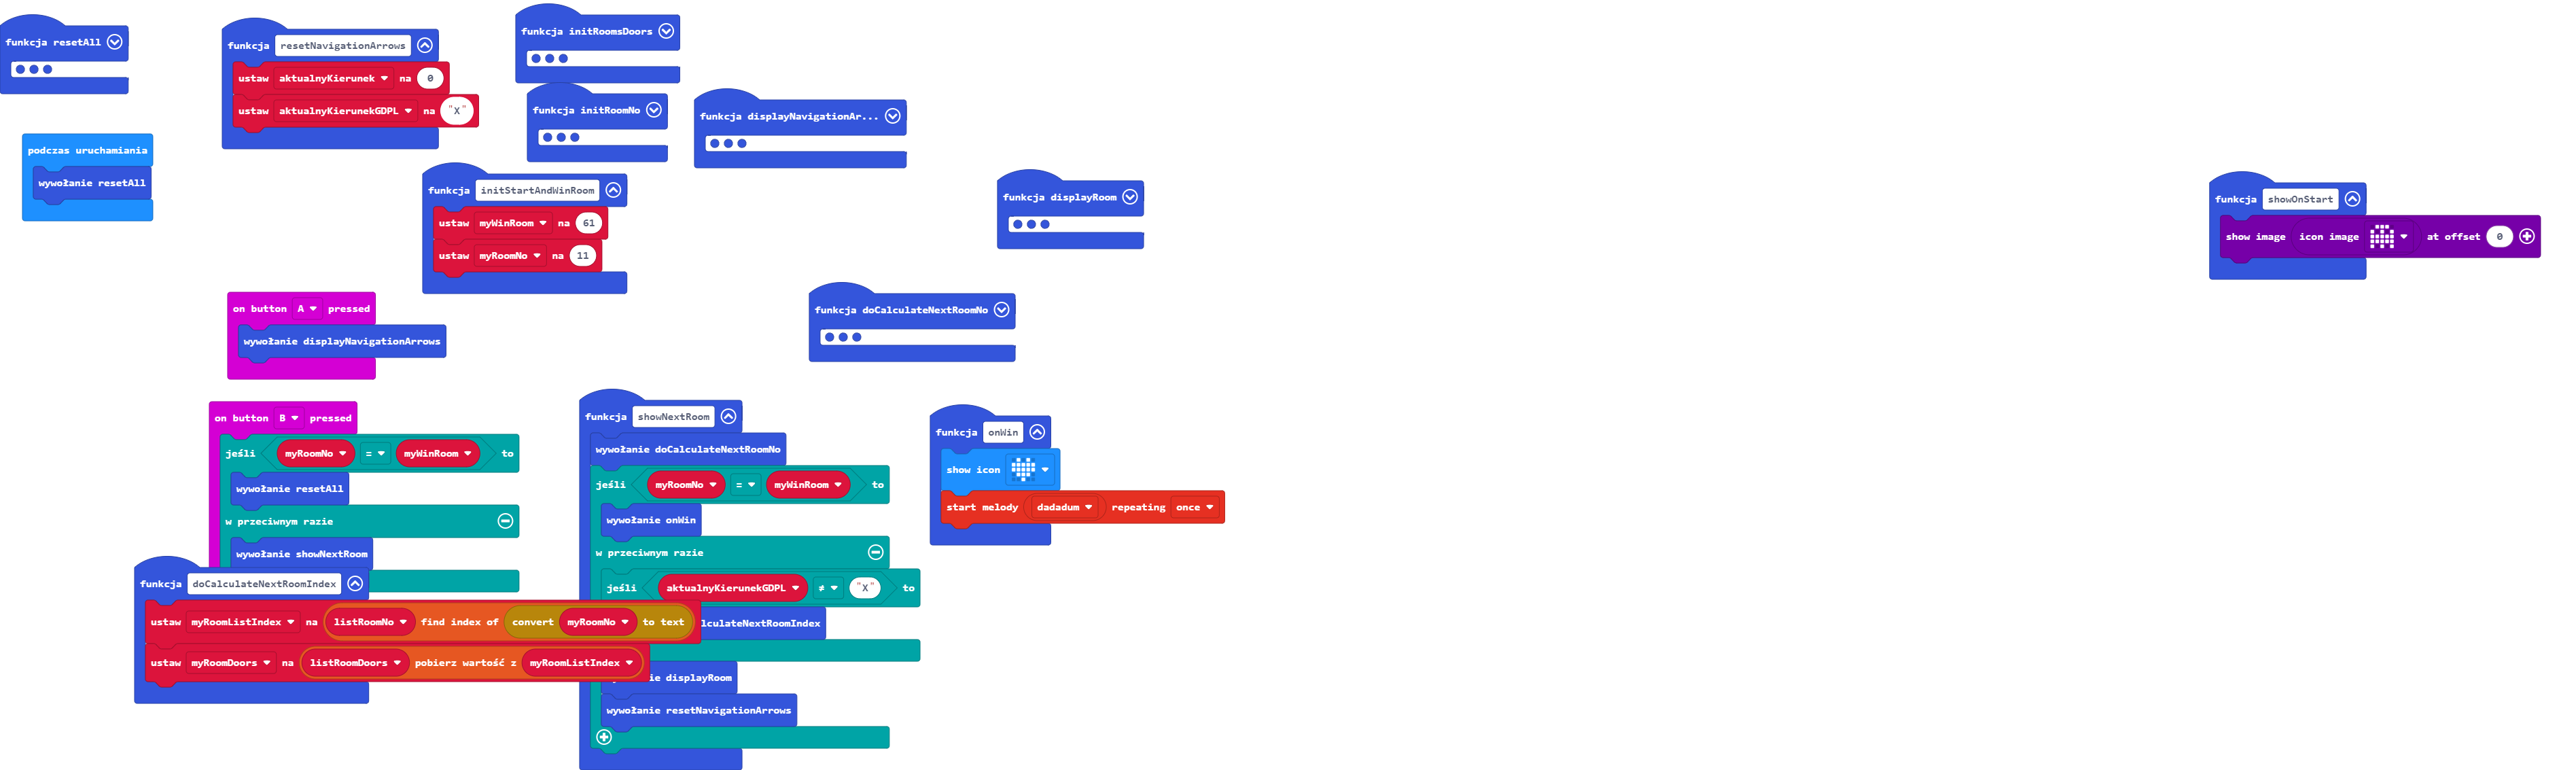 funkcja resetAll
podczas uruchamiania
wywołanie resetAll
funkcja resetNavigationArrows
ustaw aktualnyKierunek na 0
ustaw aktualnyKierunekGDPL na "X"
funkcja initRoomsDoors
funkcja initRoomNo
funkcja displayNavigationAr...
funkcja initStartAndWinRoom
ustaw myWinRoom na 61
ustaw myRoomNo na 11
funkcja displayRoom
funkcja showOnStart
show image icon image at offset 0
on button A pressed
wywołanie displayNavigationArrows
funkcja doCalculateNextRoomNo
on button B pressed
jeśli myRoomNo = myWinRoom to
wywołanie resetAll
w przeciwnym razie
wywołanie showNextRoom
funkcja doCalculateNextRoomIndex
ustaw myRoomListIndex na listRoomNo find index of convert myRoomNo to text
ustaw myRoomDoors na listRoomDoors pobierz wartość z myRoomListIndex
funkcja showNextRoom
wywołanie doCalculateNextRoomNo
jeśli myRoomNo = myWinRoom to
wywołanie onWin
w przeciwnym razie
jeśli aktualnyKierunekGDPL ≠ "X" to
lculateNextRoomIndex
ie displayRoom
wywołanie resetNavigationArrows
funkcja onWin
show icon
start melody dadadum repeating once